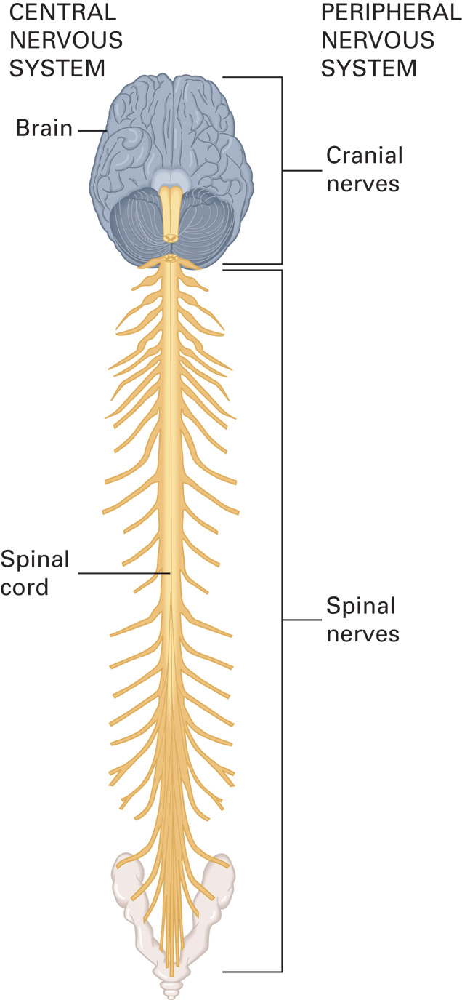 CENTRAL
NERVOUS
SYSTEM
PERIPHERAL
NERVOUS
SYSTEM
Brain
Cranial
nerves
Spinal
cord
Spinal
nerves